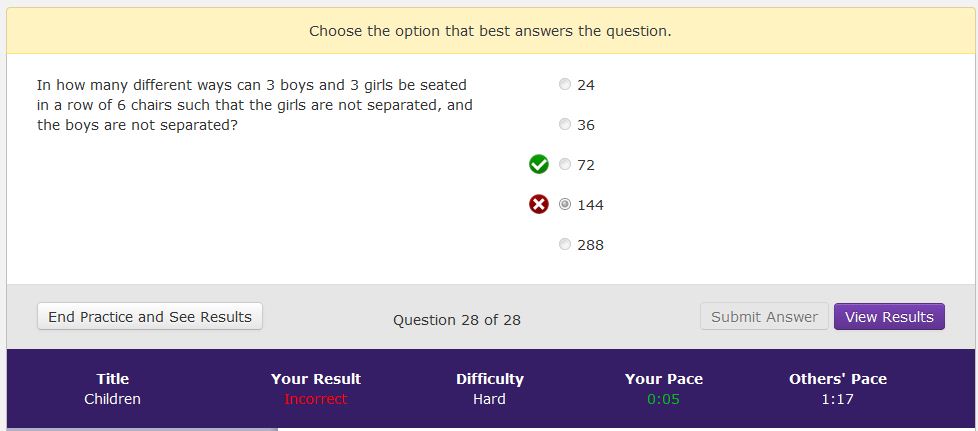 Choose the option that best answers the question.
In how many different ways can 3 boys and 3 girls be seated
in a row of 6 chairs such that the girls are not separated, and
the boys are not separated?
24
36
72
144
288
End Practice and See Results
Question 28 of 28
Submit Answer
View Results
Title
Children
Your Result
Incorrect
Difficulty
Hard
Your Pace
0:05
Others' Pace
1:17